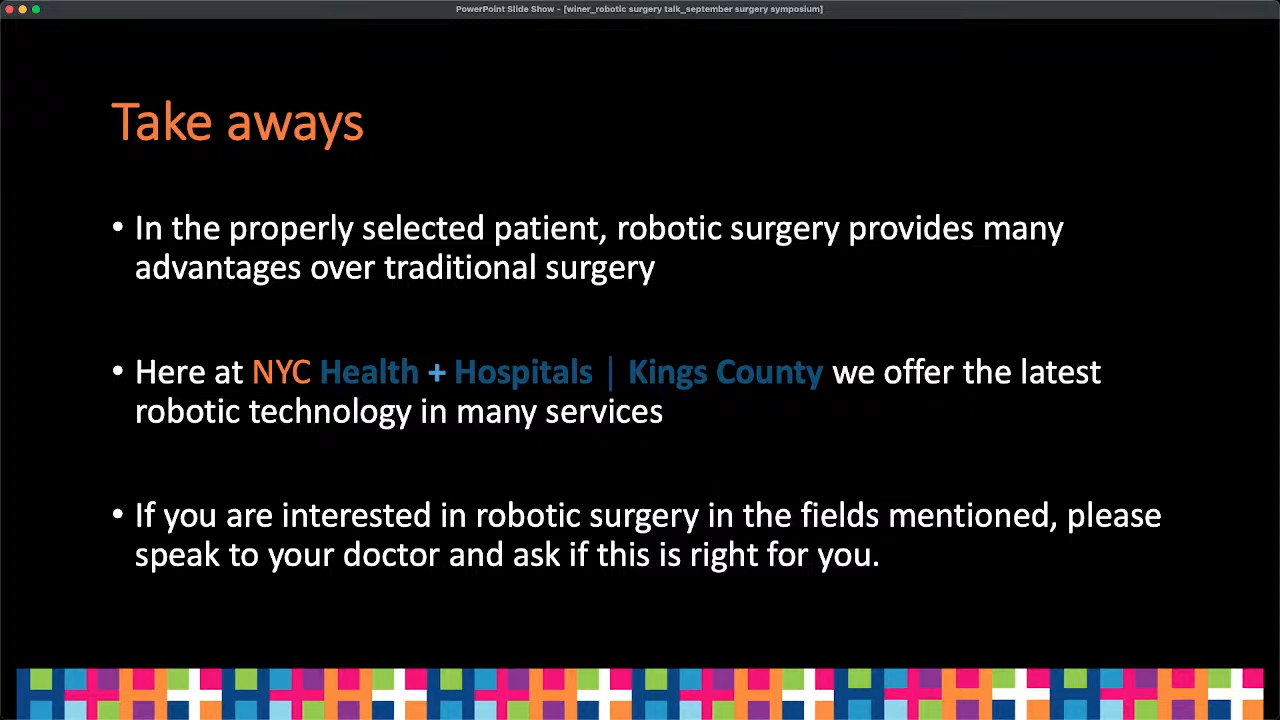 PowerPoint Slide Show - [winer_robotic surgery talk_september surgery symposium]
Take aways
• In the properly selected patient, robotic surgery provides many
advantages over traditional surgery
• Here at NYC Health + Hospitals | Kings County we offer the latest
robotic technology in many services
• If you are interested in robotic surgery in the fields mentioned, please
speak to your doctor and ask if this is right for you.